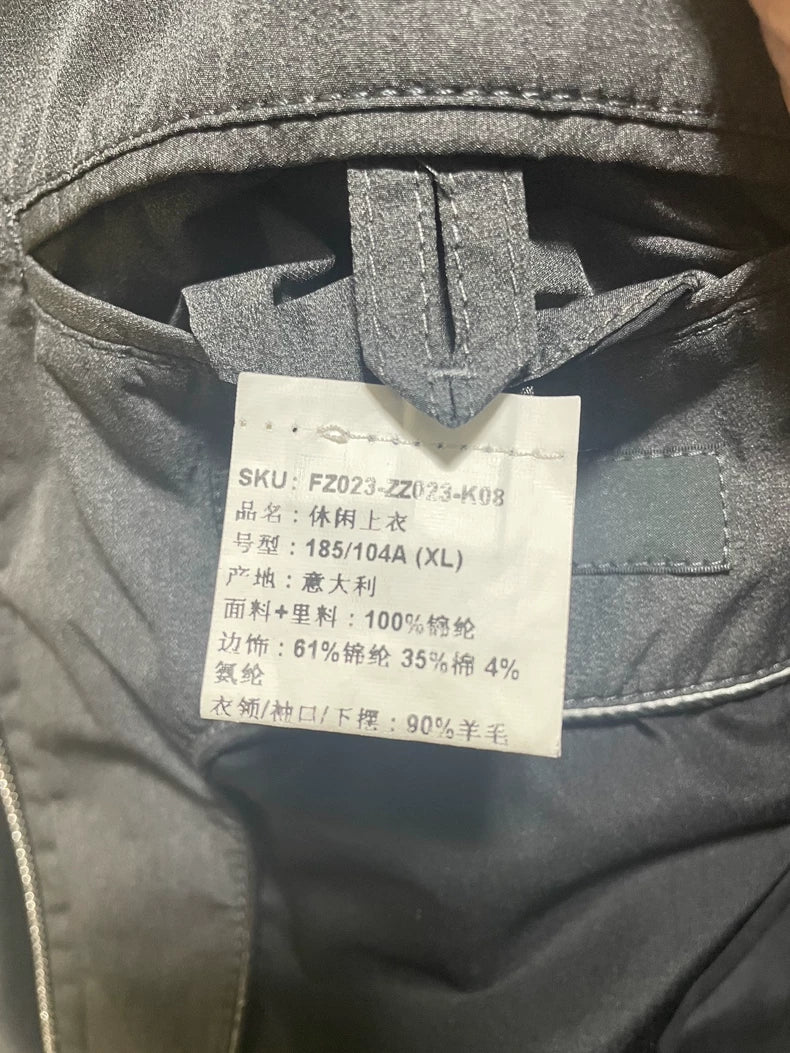 SKU: FZ023-ZZ023-K08
品名：休闲上衣
号型：185/104A (XL)
产地：意大利
面料+里料：100%锦纶
边饰：61%锦纶 35%棉 4%
氨纶
衣领/袖口/下摆：90%羊毛